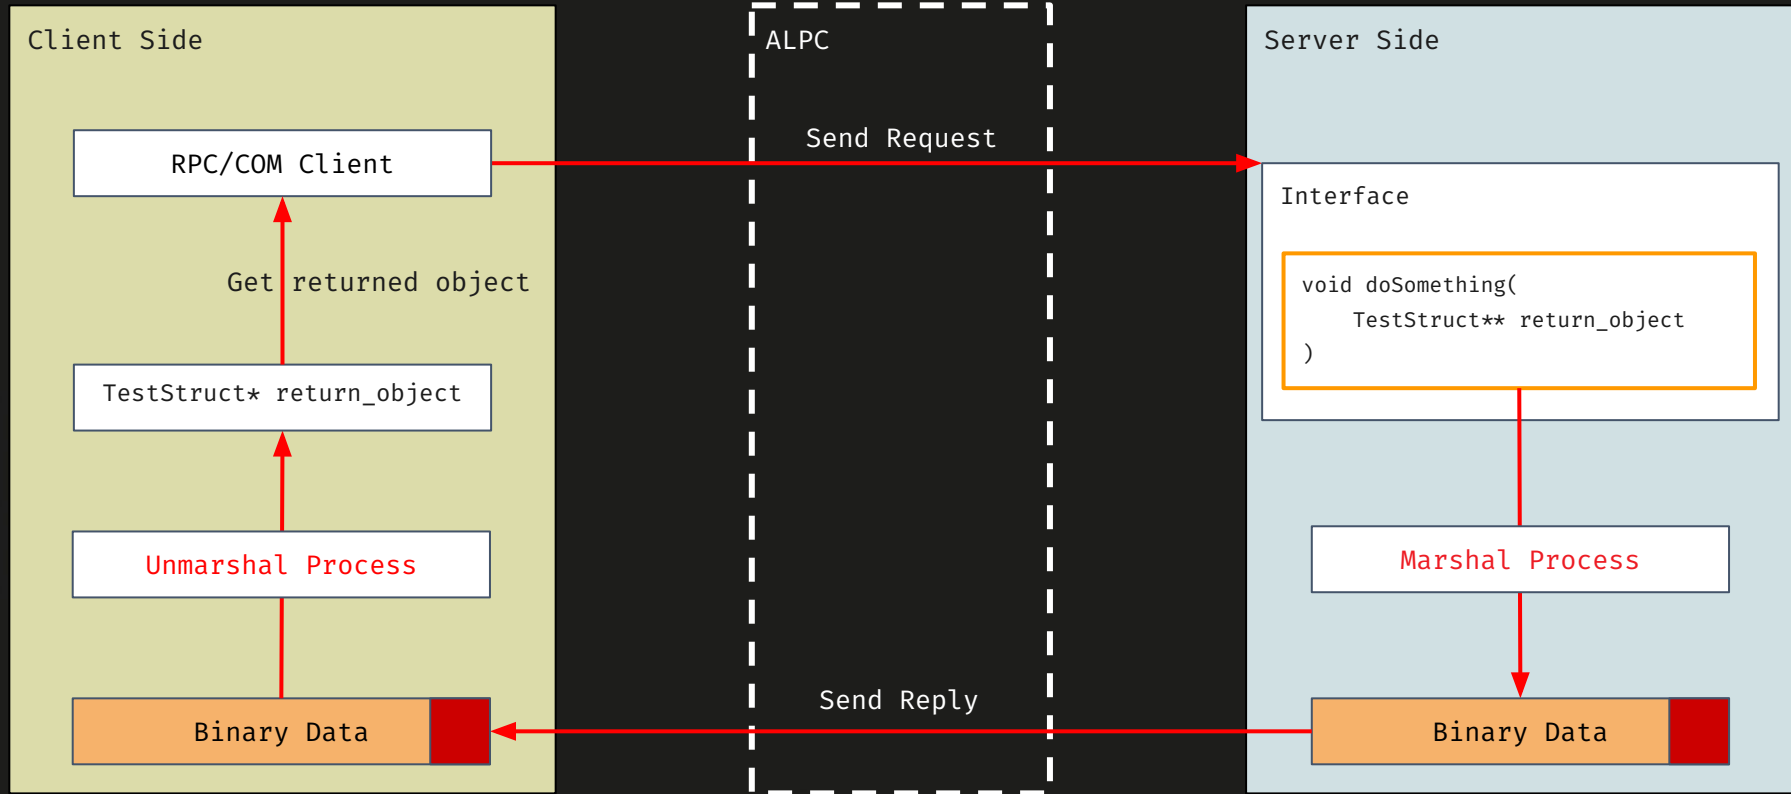 Client Side
RPC/COM Client
Get returned object
TestStruct* return_object
Unmarshal Process
Binary Data
ALPC
Send Request
Send Reply
Server Side
Interface
void doSomething(
TestStruct** return_object
)
Marshal Process
Binary Data